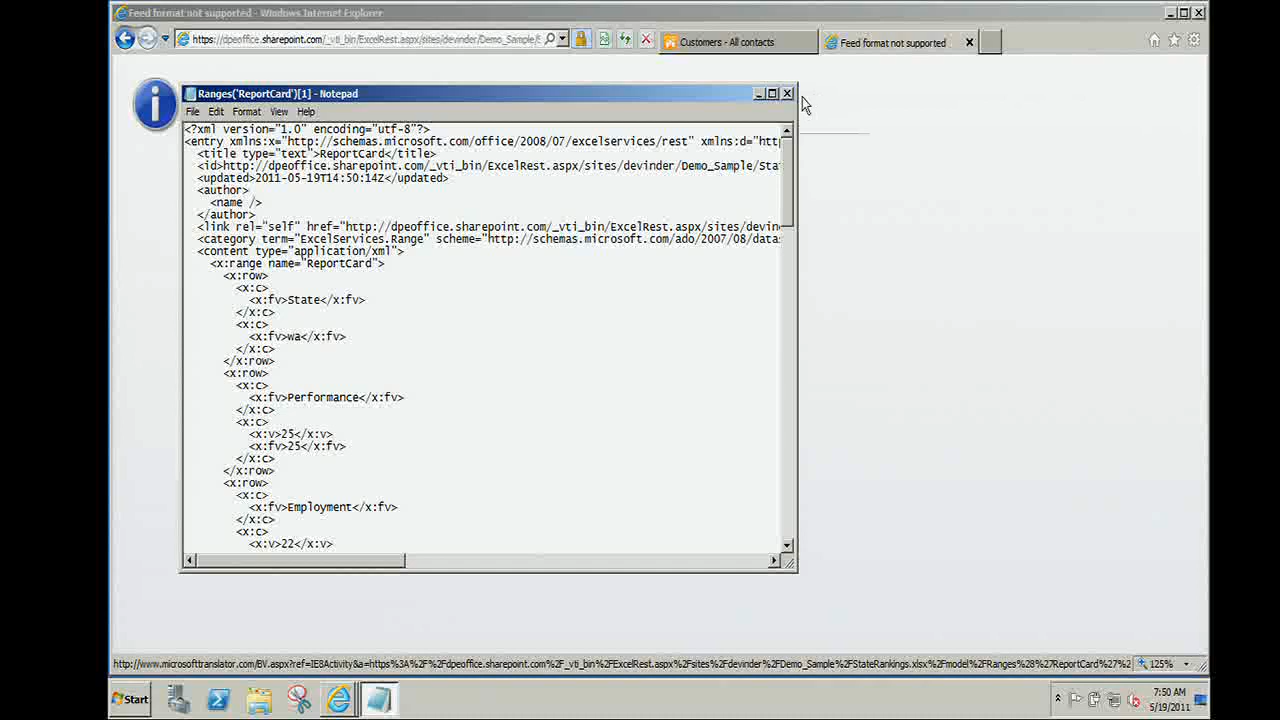 Feed format not supported - Windows Internet Explorer
https://dpeoffice.sharepoint.com/_vti_bin/ExcelRest.aspx/sites/devinder/Demo_Sample/
Customers - All contacts
Feed format not supported
i
Ranges('ReportCard')[1] - Notepad
File Edit Format View Help
<?xml version="1.0" encoding="utf-8"?>
<entry xmlns:x="http://schemas.microsoft.com/office/2008/07/excelservices/rest" xmlns:d="http
<title type="text">ReportCard</title>
<id>http://dpeoffice.sharepoint.com/_vti_bin/ExcelRest.aspx/sites/devinder/Demo_Sample/Sta
<updated>2011-05-19T14:50:14Z</updated>
<author>
<name />
</author>
<link rel="self" href="http://dpeoffice.sharepoint.com/_vti_bin/ExcelRest.aspx/sites/devin
<category term="ExcelServices.Range" scheme="http://schemas.microsoft.com/ado/2007/08/data
<content type="application/xml">
<x:range name="ReportCard">
<x:row>
<x:c>
<x:fv>State</x:fv>
</x:c>
<x:c>
<x:fv>wa</x:fv>
</x:c>
</x:row>
<x:row>
<x:c>
<x:fv>Performance</x:fv>
</x:c>
<x:c>
<x:v>25</x:v>
<x:fv>25</x:fv>
</x:c>
</x:row>
<x:row>
<x:c>
<x:fv>Employment</x:fv>
</x:c>
<x:c>
<x:v>22</x:v>
http://www.microsofttranslator.com/BV.aspx?ref=IE8Activity&a=https%3A%2F%2Fdpeoffice.sharepoint.com%2F_vti_bin%2FExcelRest.aspx%2Fsites%2Fdevinder%2FDemo_Sample%2FStateRankings.xlsx%2Fmodel%2FRanges%28%27ReportCard%27%2
125%
Start
7:50 AM
5/19/2011